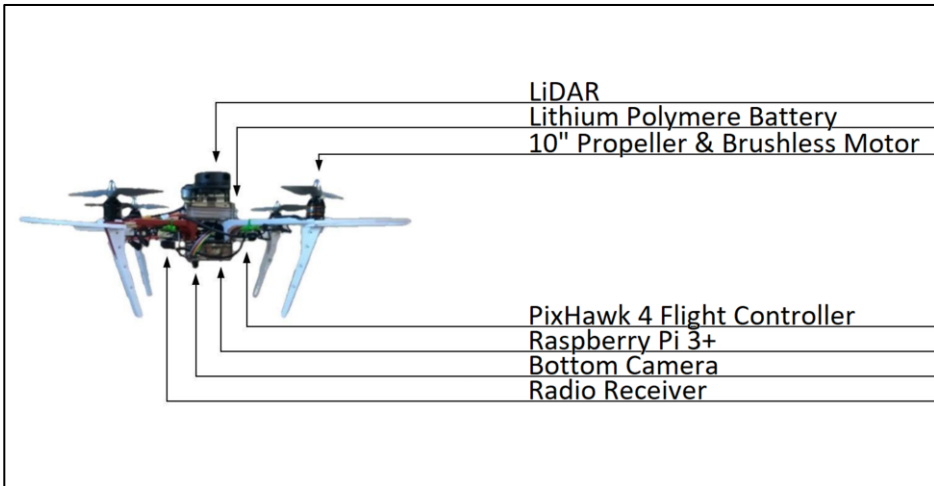 LiDAR
Lithium Polymere Battery
10" Propeller & Brushless Motor
PixHawk 4 Flight Controller
Raspberry Pi 3+
Bottom Camera
Radio Receiver